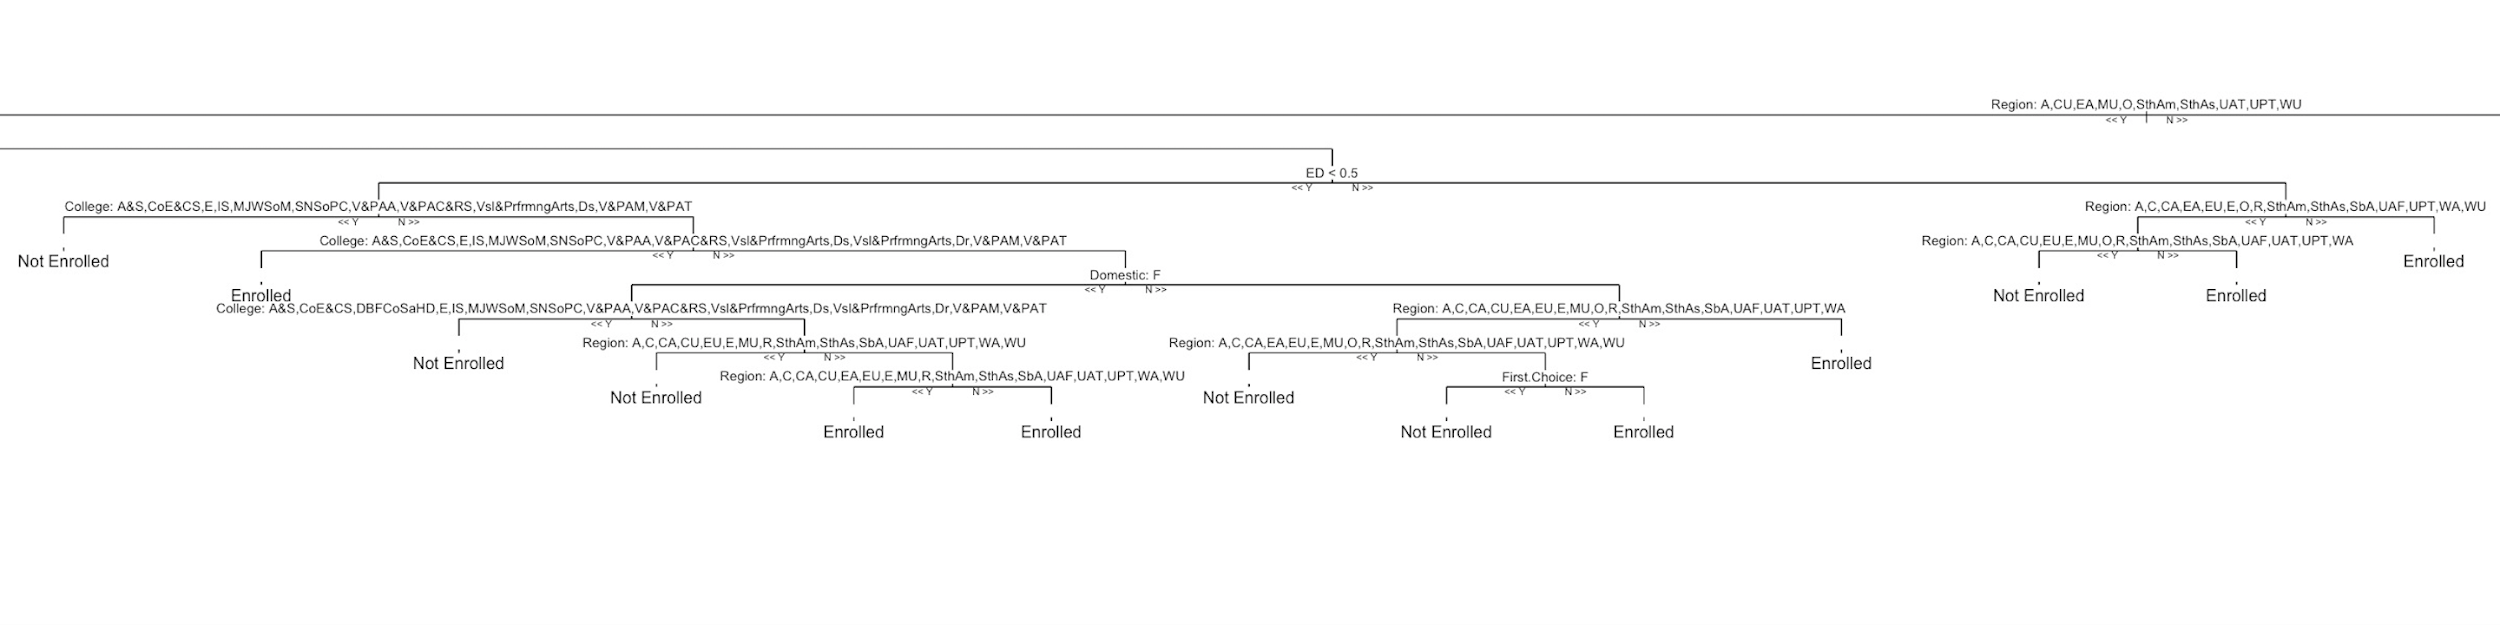 Region: A,CU,EA,MU,O,SthAm,SthAs,UAT,UPT,WU
<< Y N >>
ED < 0.5
<< Y N >>
College: A&S,CoE&CS,E,IS,MJWSoM,SNSoPC,V&PAA,V&PAC&RS,Vsl&PrfrmngArts,Ds,V&PAM,V&PAT
<< Y N >>
Region: A,C,CA,EA,EU,E,O,R,SthAm,SthAs,SbA,UAF,UPT,WA,WU
<< Y N >>
College: A&S,CoE&CS,E,IS,MJWSoM,SNSoPC,V&PAA,V&PAC&RS,Vsl&PrfrmngArts,Ds,Vsl&PrfrmngArts,Dr,V&PAM,V&PAT
<< Y N >>
Region: A,C,CA,CU,EU,E,MU,O,R,SthAm,SthAs,SbA,UAF,UAT,UPT,WA
<< Y N >>
Not Enrolled
Enrolled
Domestic: F
<< Y N >>
Enrolled
Not Enrolled
Enrolled
College: A&S,CoE&CS,DBFCoSaHD,E,IS,MJWSoM,SNSoPC,V&PAA,V&PAC&RS,Vsl&PrfrmngArts,Ds,Vsl&PrfrmngArts,Dr,V&PAM,V&PAT
<< Y N >>
Region: A,C,CA,CU,EA,EU,E,MU,O,R,SthAm,SthAs,SbA,UAF,UAT,UPT,WA
<< Y N >>
Region: A,C,CA,CU,EU,E,MU,R,SthAm,SthAs,SbA,UAF,UAT,UPT,WA,WU
<< Y N >>
Region: A,C,CA,EA,EU,E,MU,O,R,SthAm,SthAs,SbA,UAF,UAT,UPT,WA,WU
<< Y N >>
Not Enrolled
Enrolled
Region: A,C,CA,CU,EA,EU,E,MU,R,SthAm,SthAs,SbA,UAF,UAT,UPT,WA,WU
<< Y N >>
First.Choice: F
<< Y N >>
Not Enrolled
Not Enrolled
Enrolled
Enrolled
Not Enrolled
Enrolled